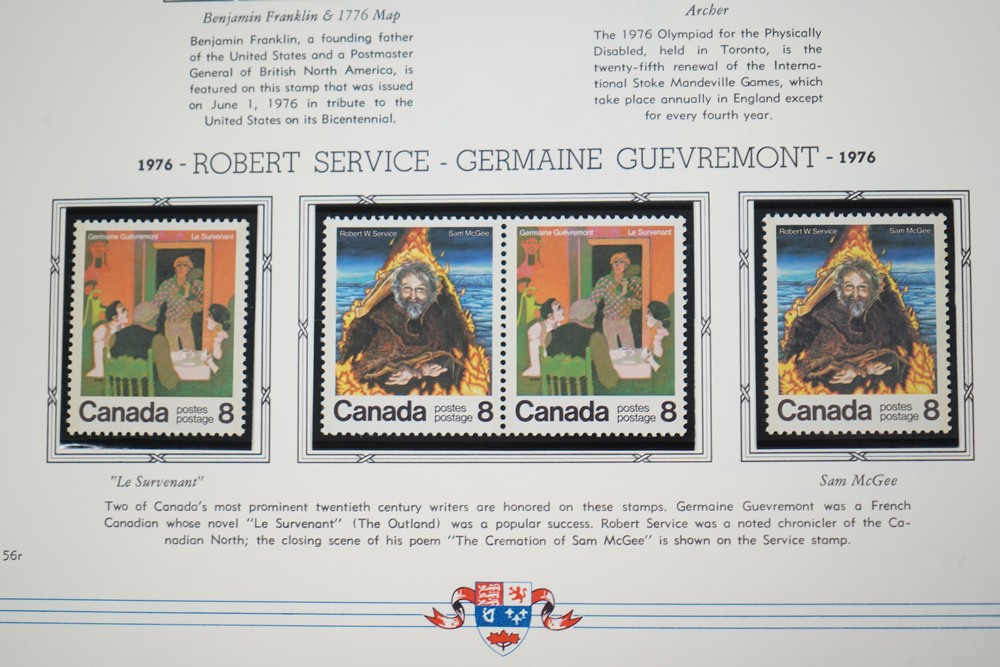 Benjamin Franklin & 1776 Map
Benjamin Franklin, a founding father
of the United States and a Postmaster
General of British North America, is
featured on this stamp that was issued
on June 1, 1976 in tribute to the
United States on its Bicentennial.
Archer
The 1976 Olympiad for the Physically
Disabled, held in Toronto, is the
twenty-fifth renewal of the Interna-
tional Stoke Mandeville Games, which
take place annually in England except
for every fourth year.
1976 - ROBERT SERVICE - GERMAINE GUEVREMONT - 1976
Germaine Guèvremont Le Survenant
Canada postes
postage 8
Robert W. Service Sam McGee
Canada postes
postage 8
Germaine Guèvremont Le Survenant
Canada postes
postage 8
Robert W. Service Sam McGee
Canada postes
postage 8
"Le Survenant"
Sam McGee
Two of Canada's most prominent twentieth century writers are honored on these stamps. Germaine Guevremont was a French
Canadian whose novel "Le Survenant" (The Outland) was a popular success. Robert Service was a noted chronicler of the Ca-
nadian North; the closing scene of his poem "The Cremation of Sam McGee" is shown on the Service stamp.
56r